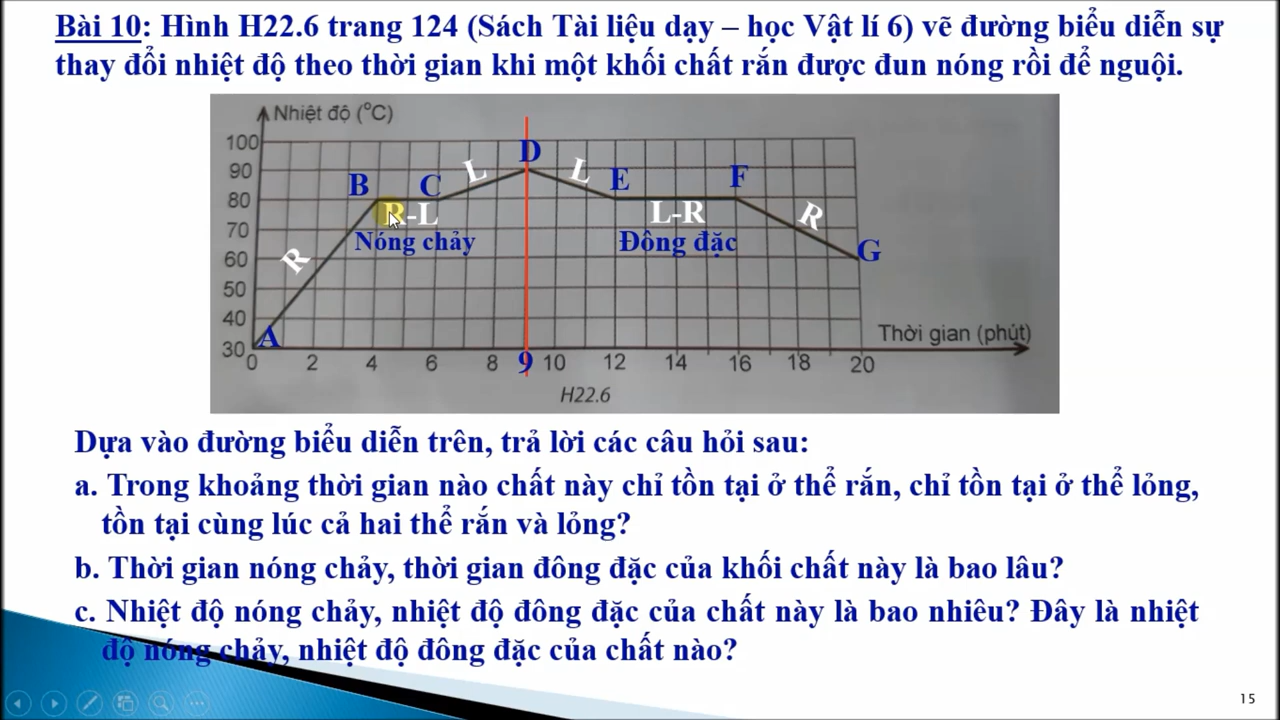 Bài 10: Hình H22.6 trang 124 (Sách Tài liệu dạy – học Vật lí 6) vẽ đường biểu diễn sự
thay đổi nhiệt độ theo thời gian khi một khối chất rắn được đun nóng rồi để nguội.
Nhiệt độ (°C)
100
90
80
70
60
50
40
30
A
B
C
D
E
F
G
R
R-L
L
L
L-R
R
Nóng chảy
Đông đặc
0 2 4 6 8 9 10 12 14 16 18 20
Thời gian (phút)
H22.6
Dựa vào đường biểu diễn trên, trả lời các câu hỏi sau:
a. Trong khoảng thời gian nào chất này chỉ tồn tại ở thể rắn, chỉ tồn tại ở thể lỏng,
tồn tại cùng lúc cả hai thể rắn và lỏng?
b. Thời gian nóng chảy, thời gian đông đặc của khối chất này là bao lâu?
c. Nhiệt độ nóng chảy, nhiệt độ đông đặc của chất này là bao nhiêu? Đây là nhiệt
độ nóng chảy, nhiệt độ đông đặc của chất nào?
15